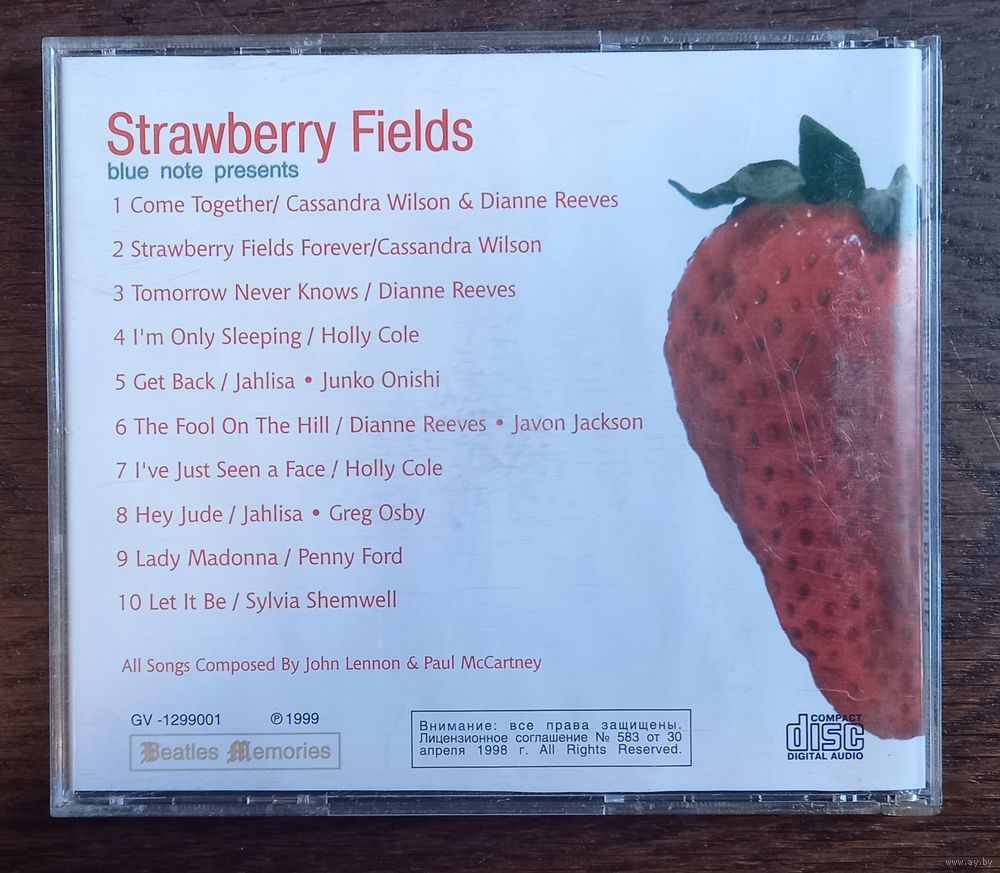 Strawberry Fields
blue note presents
1 Come Together/ Cassandra Wilson & Dianne Reeves
2 Strawberry Fields Forever/Cassandra Wilson
3 Tomorrow Never Knows / Dianne Reeves
4 I'm Only Sleeping / Holly Cole
5 Get Back / Jahlisa • Junko Onishi
6 The Fool On The Hill / Dianne Reeves • Javon Jackson
7 I've Just Seen a Face / Holly Cole
8 Hey Jude / Jahlisa • Greg Osby
9 Lady Madonna / Penny Ford
10 Let It Be / Sylvia Shemwell
All Songs Composed By John Lennon & Paul McCartney
GV -1299001 ℗ 1999
Beatles Memories
Внимание: все права защищены.
Лицензионное соглашение № 583 от 30
апреля 1998 г. All Rights Reserved.
COMPACT
disc
DIGITAL AUDIO
www.ay.by